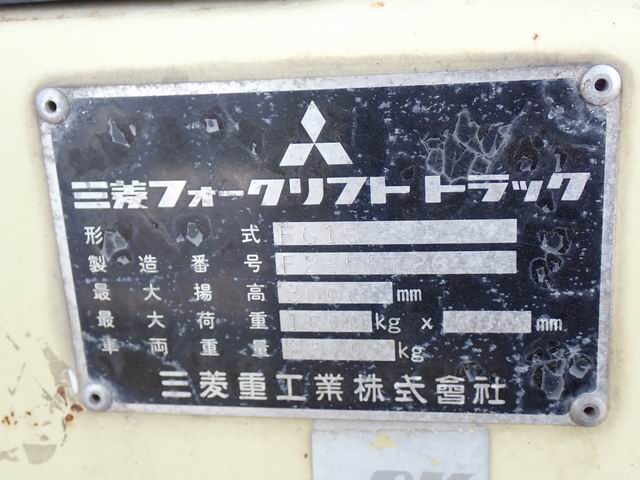 三菱フォークリフト トラック
形式 FG15
製造番号
最大揚高 mm
最大荷重 kg x mm
車両重量 kg
三菱重工業株式會社